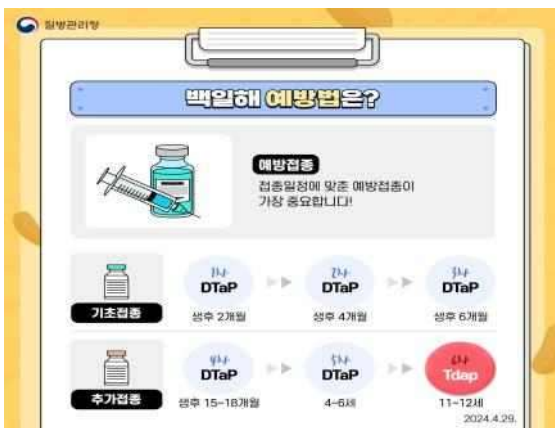 질병관리청
백일해 예방법은?
예방접종
접종일정에 맞춘 예방접종이
가장 중요합니다!
기초접종
1차 DTaP 생후 2개월
2차 DTaP 생후 4개월
3차 DTaP 생후 6개월
추가접종
4차 DTaP 생후 15~18개월
5차 DTaP 4~6세
6차 Tdap 11~12세
2024.4.29.